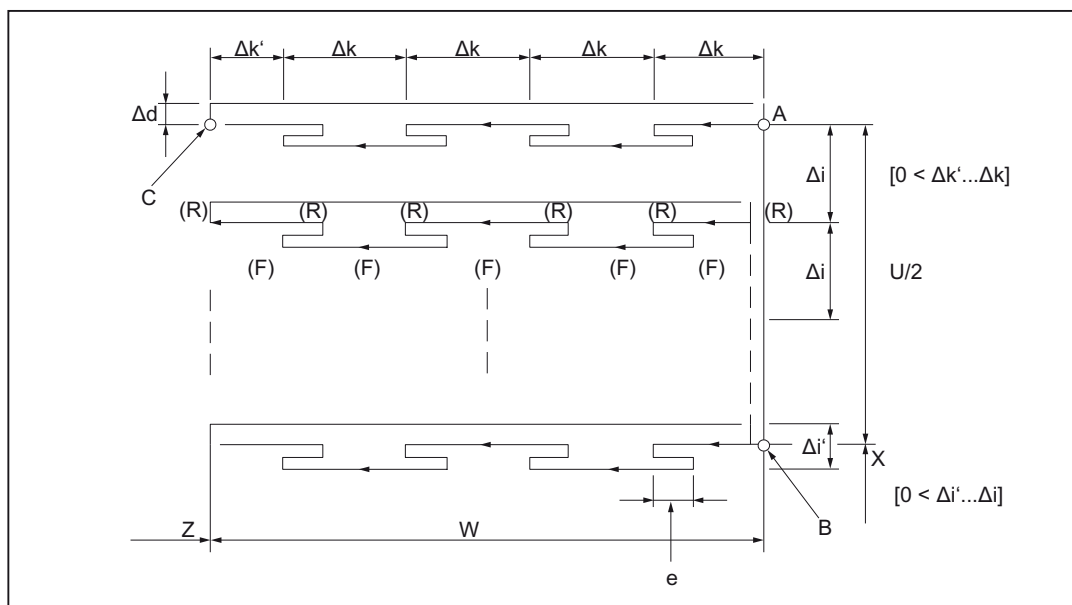 Δk‘ Δk Δk Δk Δk
Δd
A
C
Δi
[0 < Δk‘...Δk]
(R) (R) (R) (R) (R) (R)
(F) (F) (F) (F) (F)
Δi
U/2
Δi‘
X
[0 < Δi‘...Δi]
Z
W
B
e